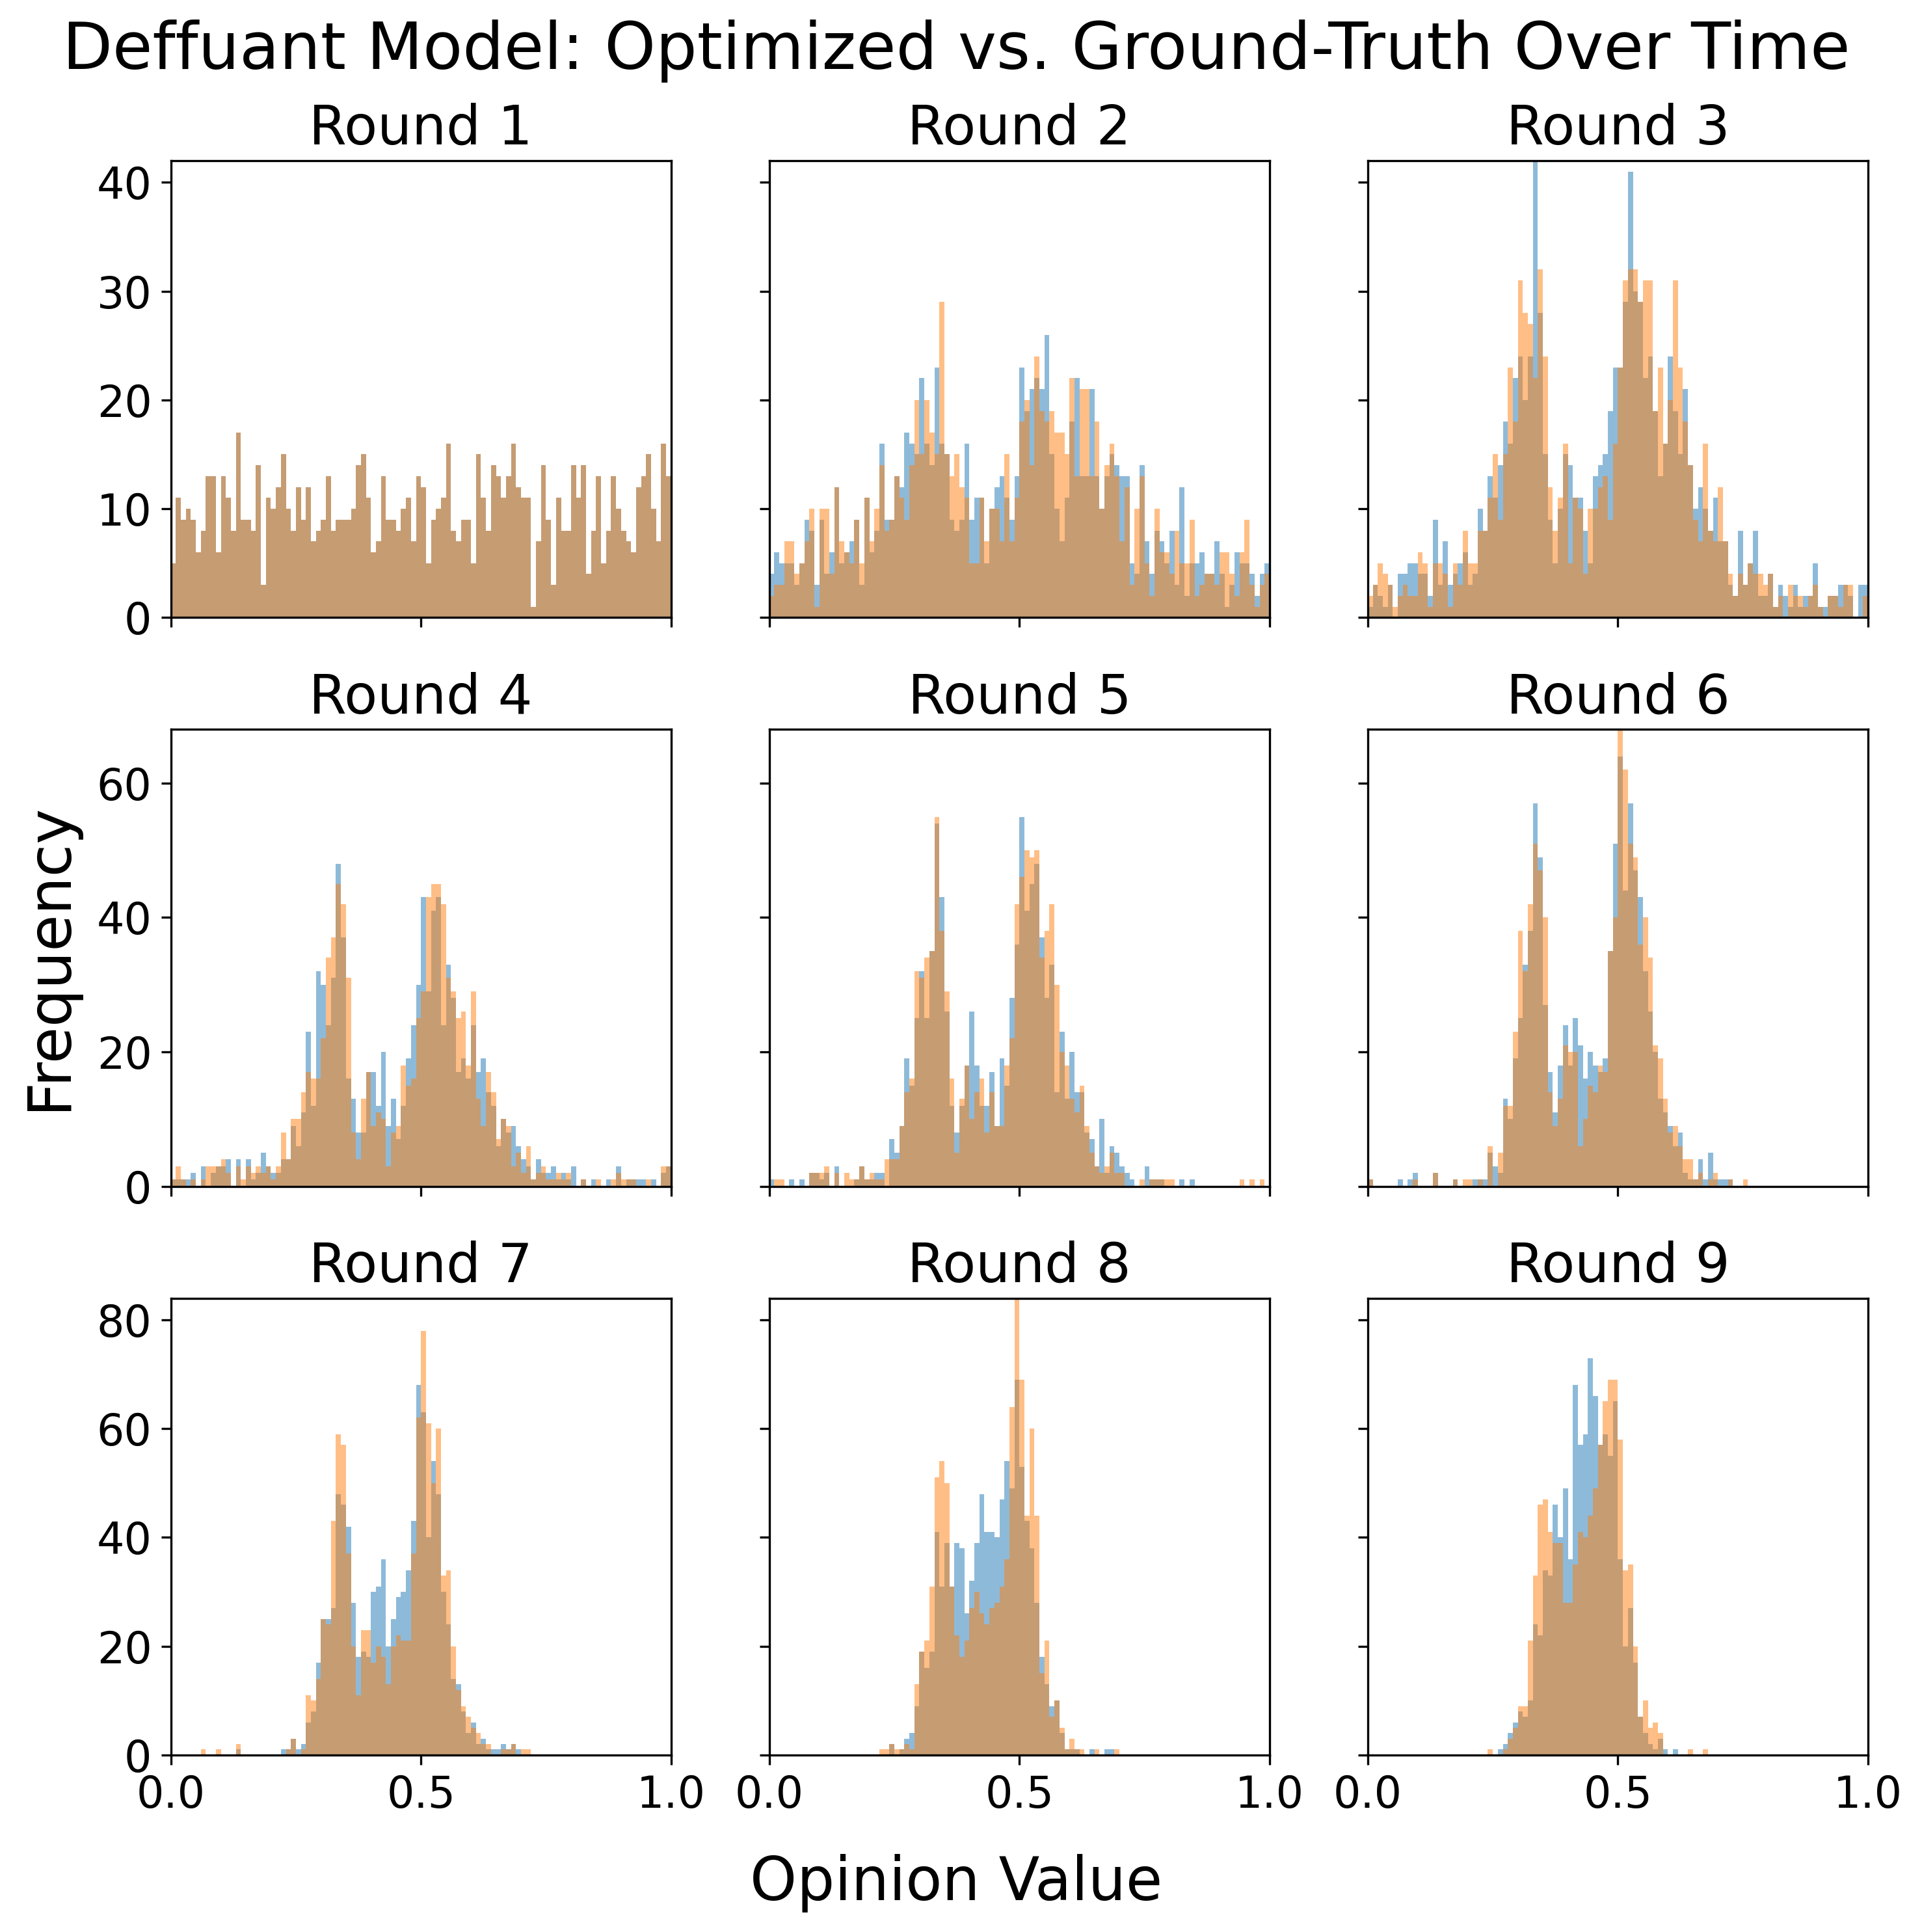 Deffuant Model: Optimized vs. Ground-Truth Over Time
Round 1
Round 2
Round 3
40
30
20
10
0
Round 4
Round 5
Round 6
60
40
20
0
Frequency
Round 7
Round 8
Round 9
80
60
40
20
0
0.0 0.5 1.0 0.0 0.5 1.0 0.0 0.5 1.0
Opinion Value